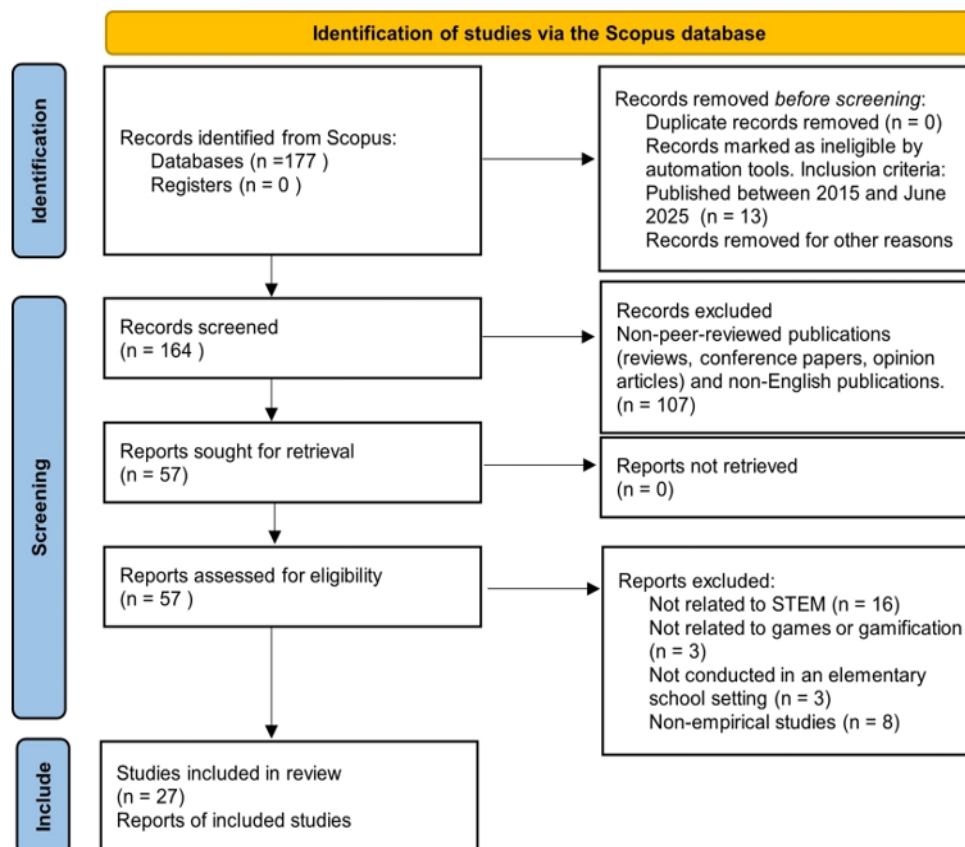 Identification of studies via the Scopus database
Identification
Records identified from Scopus:
Databases (n =177 )
Registers (n = 0 )
Records removed before screening:
Duplicate records removed (n = 0)
Records marked as ineligible by
automation tools. Inclusion criteria:
Published between 2015 and June
2025 (n = 13)
Records removed for other reasons
Screening
Records screened
(n = 164 )
Records excluded
Non-peer-reviewed publications
(reviews, conference papers, opinion
articles) and non-English publications.
(n = 107)
Reports sought for retrieval
(n = 57)
Reports not retrieved
(n = 0)
Reports assessed for eligibility
(n = 57 )
Reports excluded:
Not related to STEM (n = 16)
Not related to games or gamification
(n = 3)
Not conducted in an elementary
school setting (n = 3)
Non-empirical studies (n = 8)
Include
Studies included in review
(n = 27)
Reports of included studies